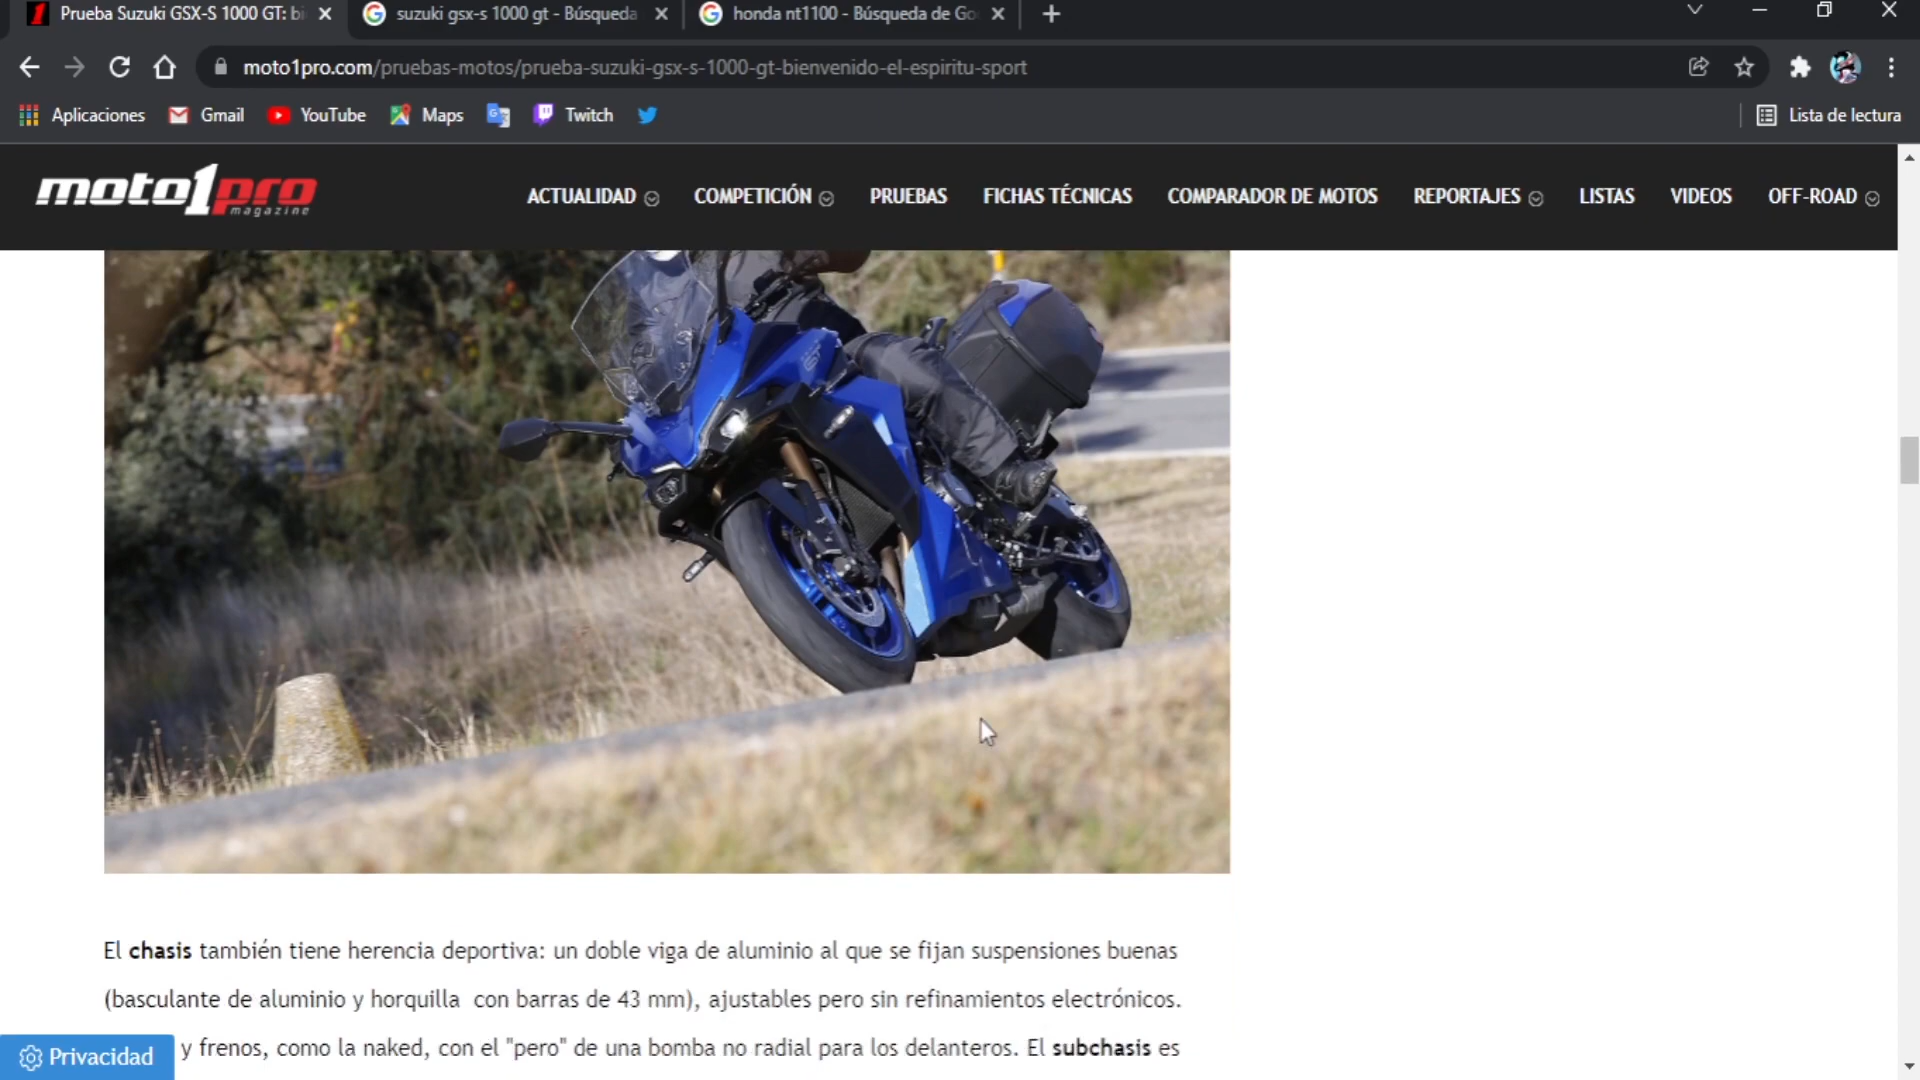 Prueba Suzuki GSX-S 1000 GT: bi
suzuki gsx-s 1000 gt - Búsqueda
honda nt1100 - Búsqueda de Go
moto1pro.com/pruebas-motos/prueba-suzuki-gsx-s-1000-gt-bienvenido-el-espiritu-sport
Aplicaciones
Gmail
YouTube
Maps
Twitch
Lista de lectura
moto1pro
magazine
ACTUALIDAD
COMPETICIÓN
PRUEBAS
FICHAS TÉCNICAS
COMPARADOR DE MOTOS
REPORTAJES
LISTAS
VIDEOS
OFF-ROAD
GT
El chasis también tiene herencia deportiva: un doble viga de aluminio al que se fijan suspensiones buenas
(basculante de aluminio y horquilla con barras de 43 mm), ajustables pero sin refinamientos electrónicos.
y frenos, como la naked, con el "pero" de una bomba no radial para los delanteros. El subchasis es
Privacidad